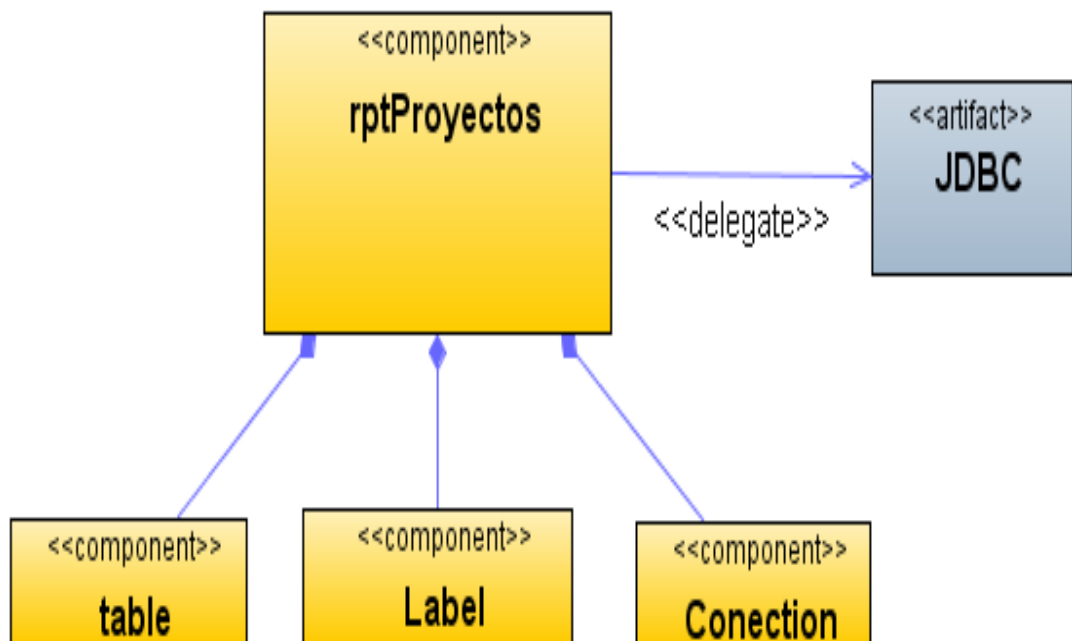 <<component>>
rptProyectos
<<artifact>>
JDBC
<<delegate>>
<<component>>
table
<<component>>
Label
<<component>>
Conection